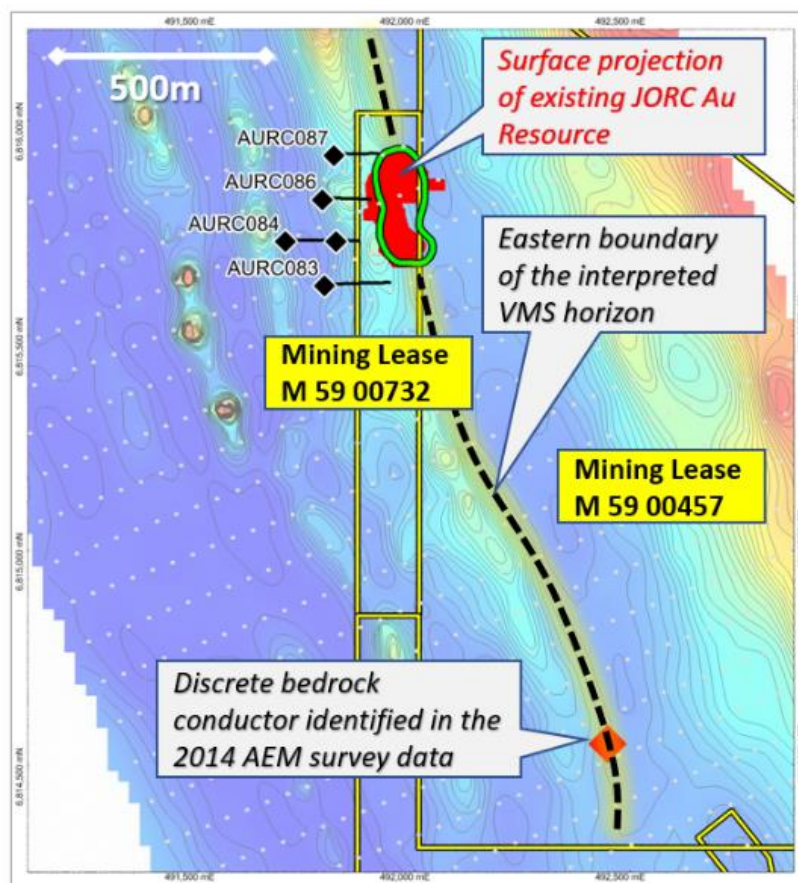 491,500 mE
492,000 mE
492,500 mE
500m
Surface projection
of existing JORC Au
Resource
6,816,000 mN
AURC087
AURC086
AURC084
AURC083
Eastern boundary
of the interpreted
VMS horizon
6,815,500 mN
Mining Lease
M 59 00732
Mining Lease
M 59 00457
6,815,000 mN
Discrete bedrock
conductor identified in the
2014 AEM survey data
6,814,500 mN
491,500 mE
492,000 mE
492,500 mE